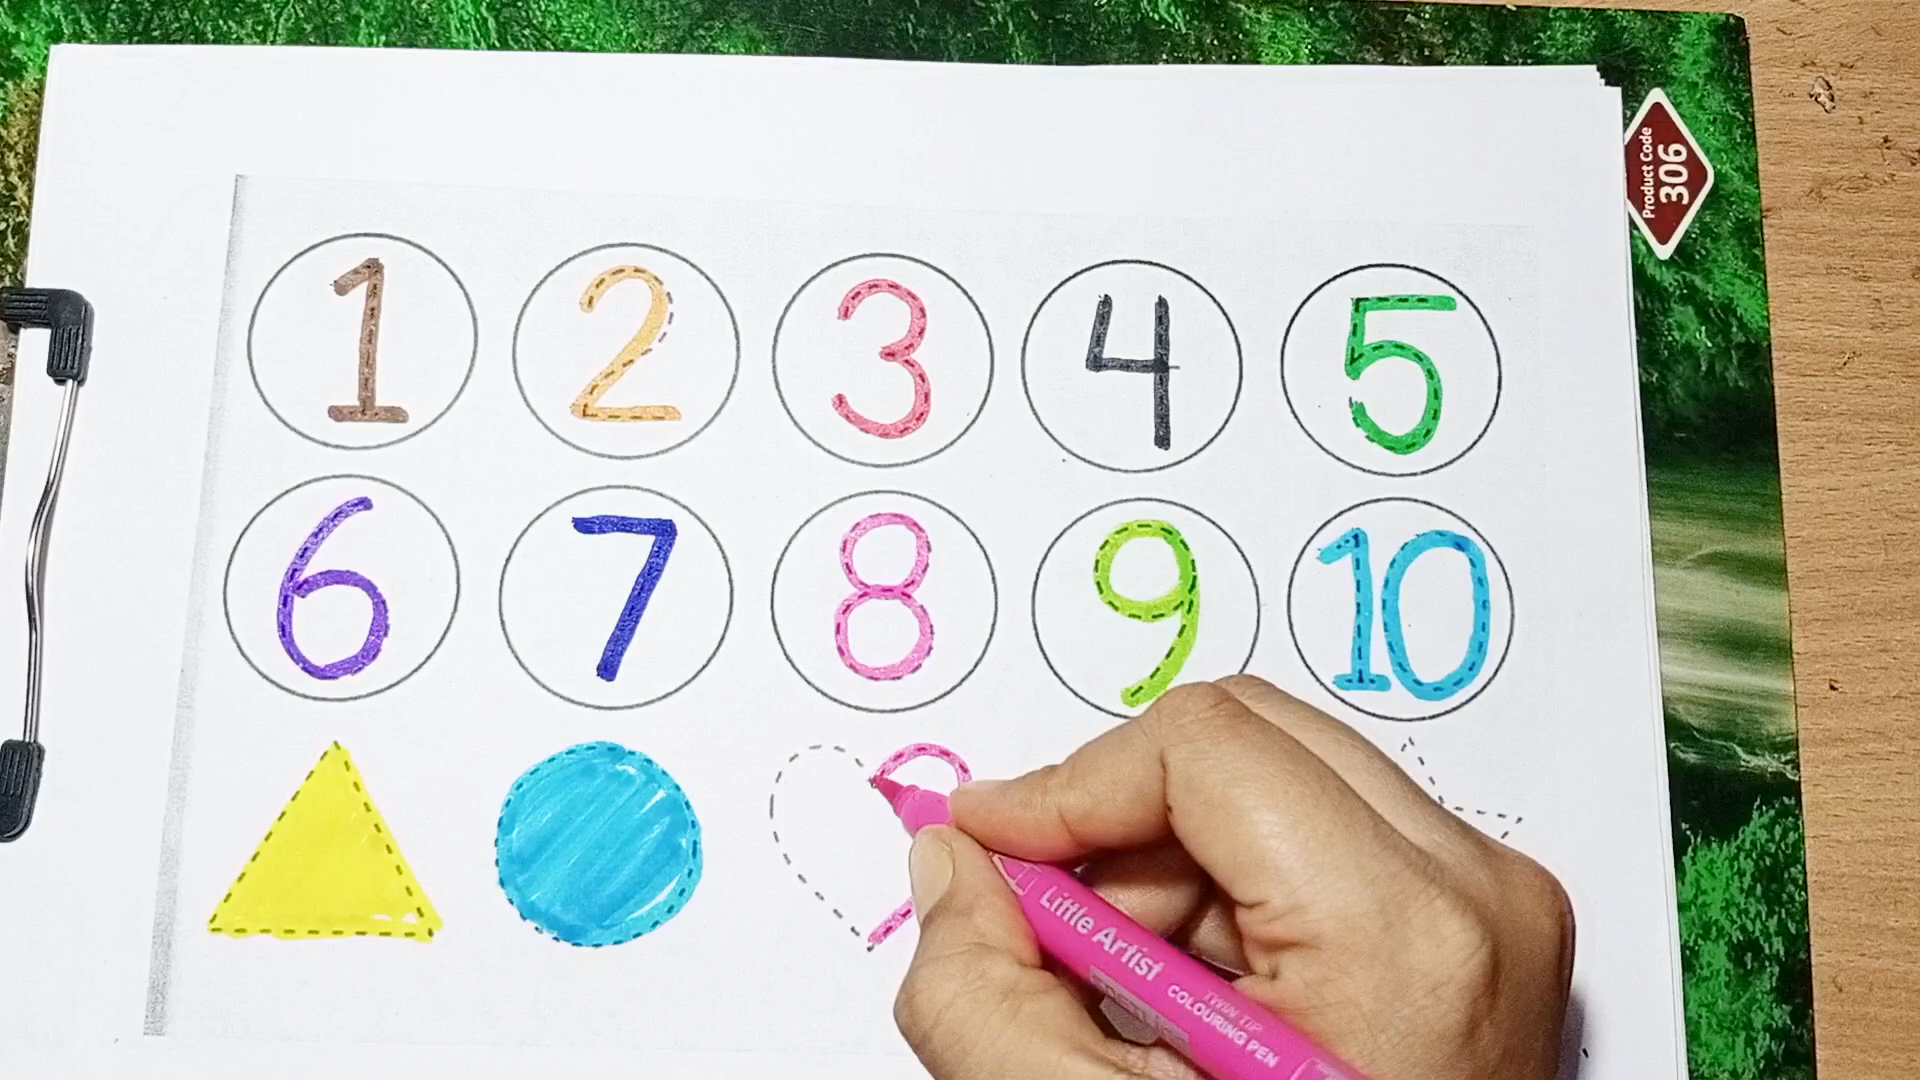 Product Code
306
1 2 3 4 5
6 7 8 9 10
Little Artist
TWIN TIP
COLOURING PEN